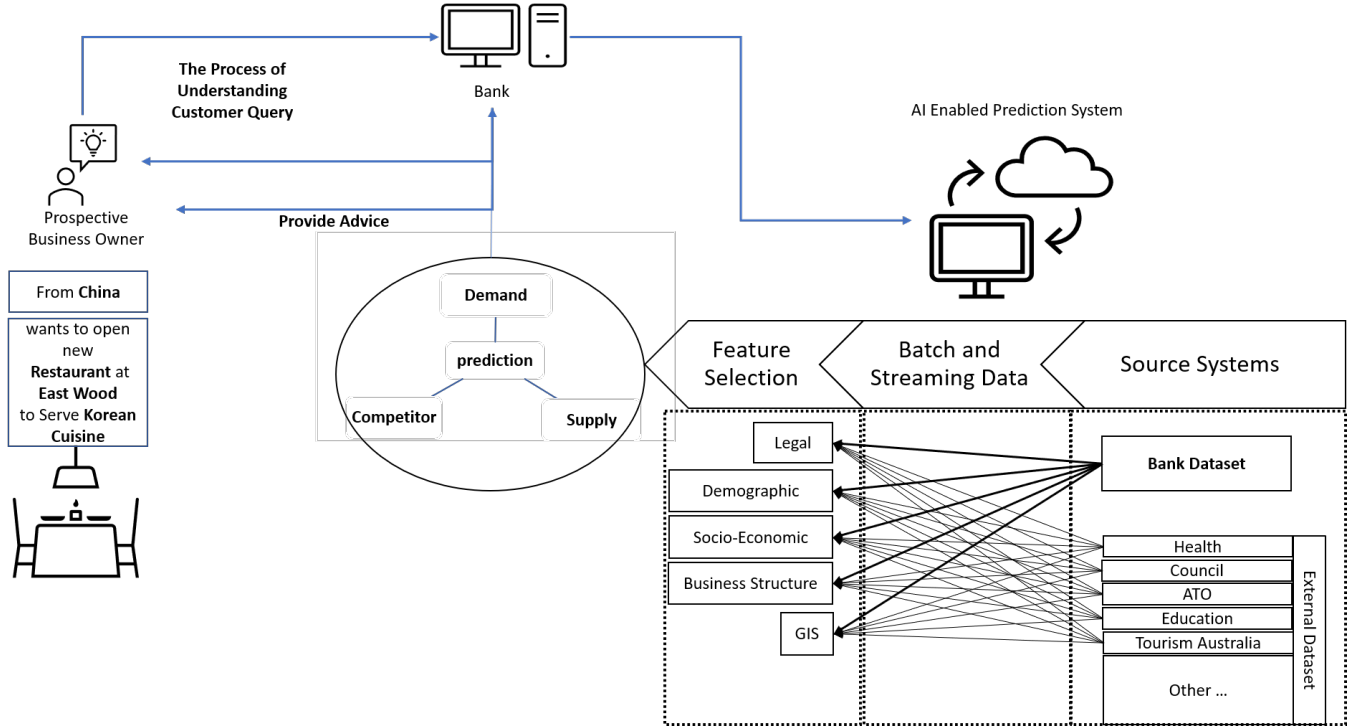 The Process of
Understanding
Customer Query
Bank
AI Enabled Prediction System
Prospective
Business Owner
Provide Advice
From China
wants to open
new
Restaurant at
East Wood
to Serve Korean
Cuisine
Demand
prediction
Competitor
Supply
Feature
Selection
Batch and
Streaming Data
Source Systems
Legal
Demographic
Socio-Economic
Business Structure
GIS
Bank Dataset
Health
Council
ATO
Education
Tourism Australia
Other ...
External Dataset